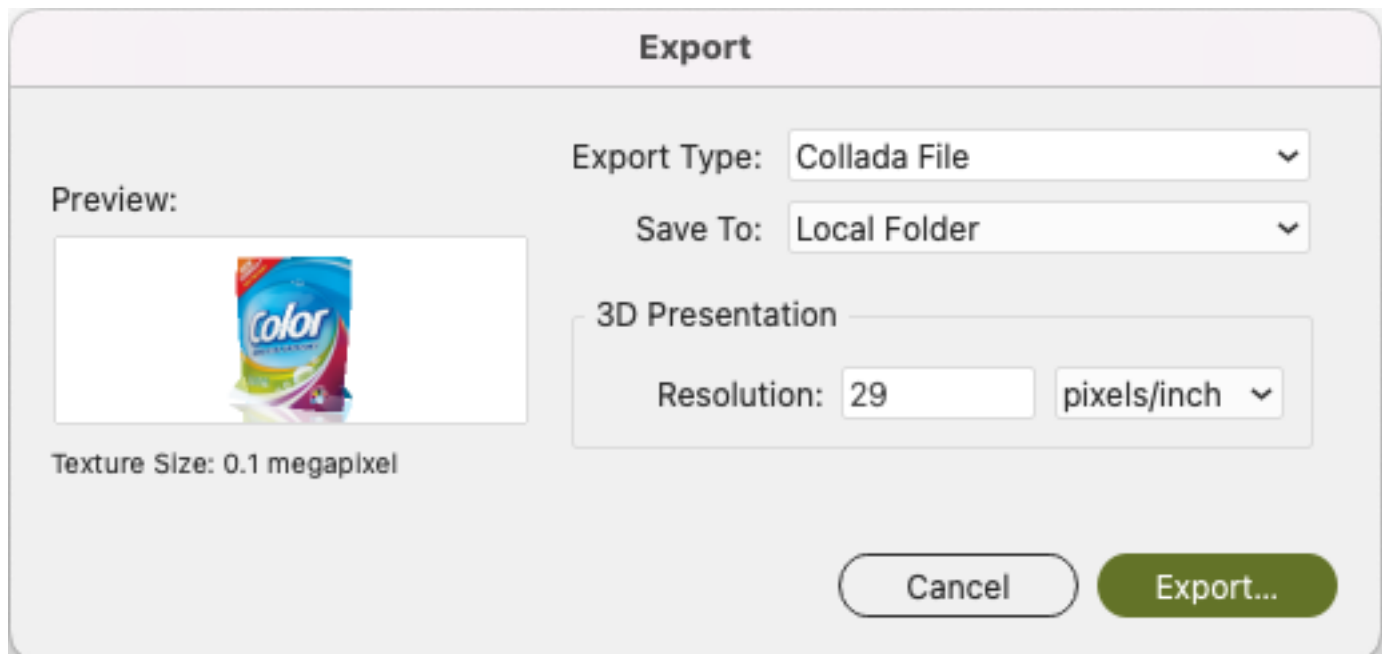 Export
Export Type:
Collada File
Preview:
Save To:
Local Folder
Color
3D Presentation
Resolution:
29
pixels/inch
Texture Size: 0.1 megapixel
Cancel
Export...